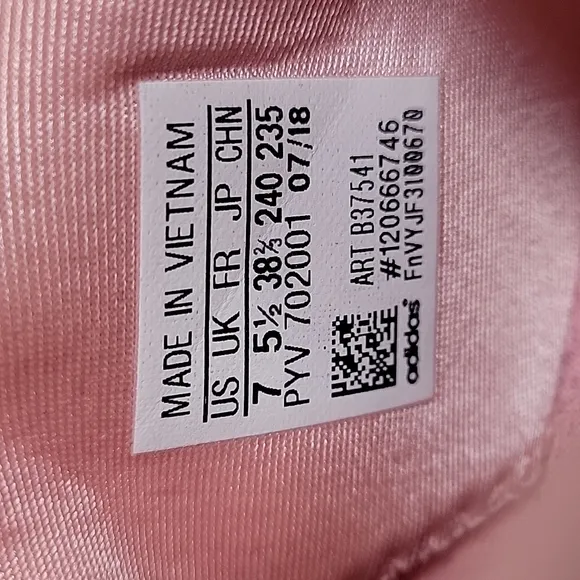 MADE IN VIETNAM
US UK FR JP CHN
7 5½ 38⅔ 240 235
PYV 702001 07/18
ART B37541
#120666746
FnVYJF3100670
adidas